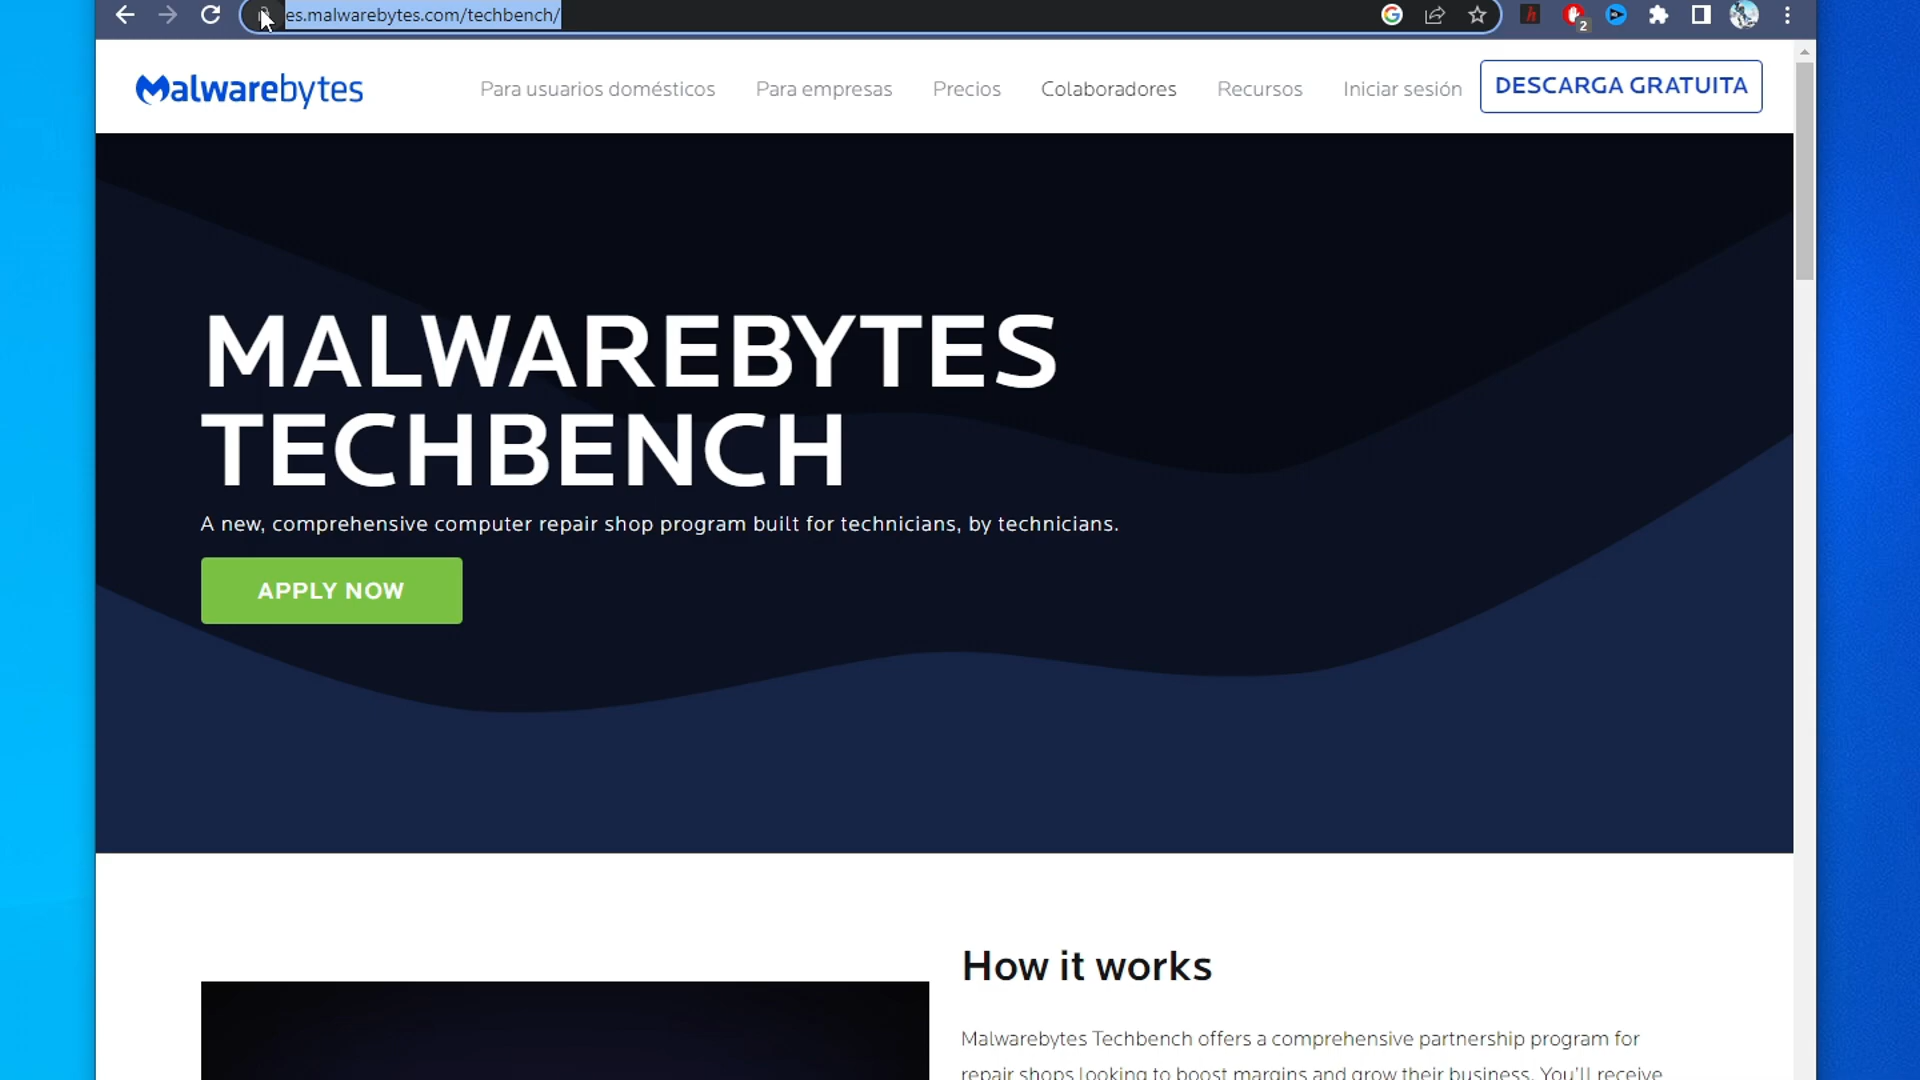 es.malwarebytes.com/techbench/
2
Malwarebytes
Para usuarios domésticos
Para empresas
Precios
Colaboradores
Recursos
Iniciar sesión
DESCARGA GRATUITA
MALWAREBYTES
TECHBENCH
A new, comprehensive computer repair shop program built for technicians, by technicians.
APPLY NOW
How it works
Malwarebytes Techbench offers a comprehensive partnership program for
repair shops looking to boost margins and grow their business. You'll receive